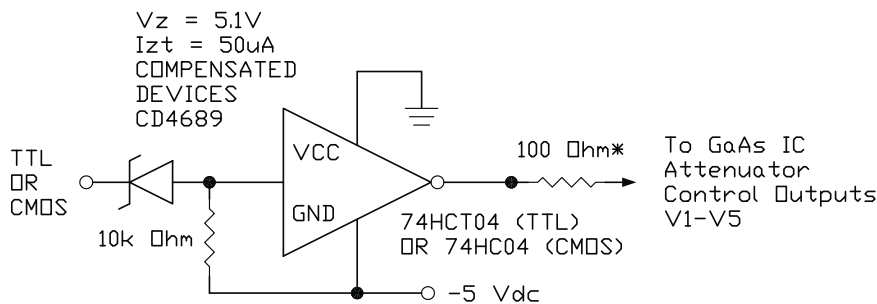 Vz = 5.1V
Izt = 50uA
COMPENSATED
DEVICES
CD4689
TTL
OR
CMOS
10k Ohm
VCC
GND
74HCT04 (TTL)
OR 74HC04 (CMOS)
-5 Vdc
100 Ohm*
To GaAs IC
Attenuator
Control Outputs
V1-V5